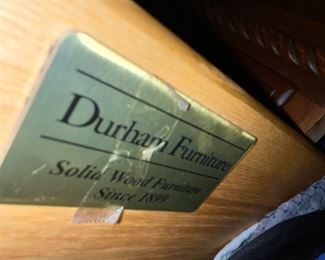 Durham Furniture
Solid Wood Furniture
Since 1899